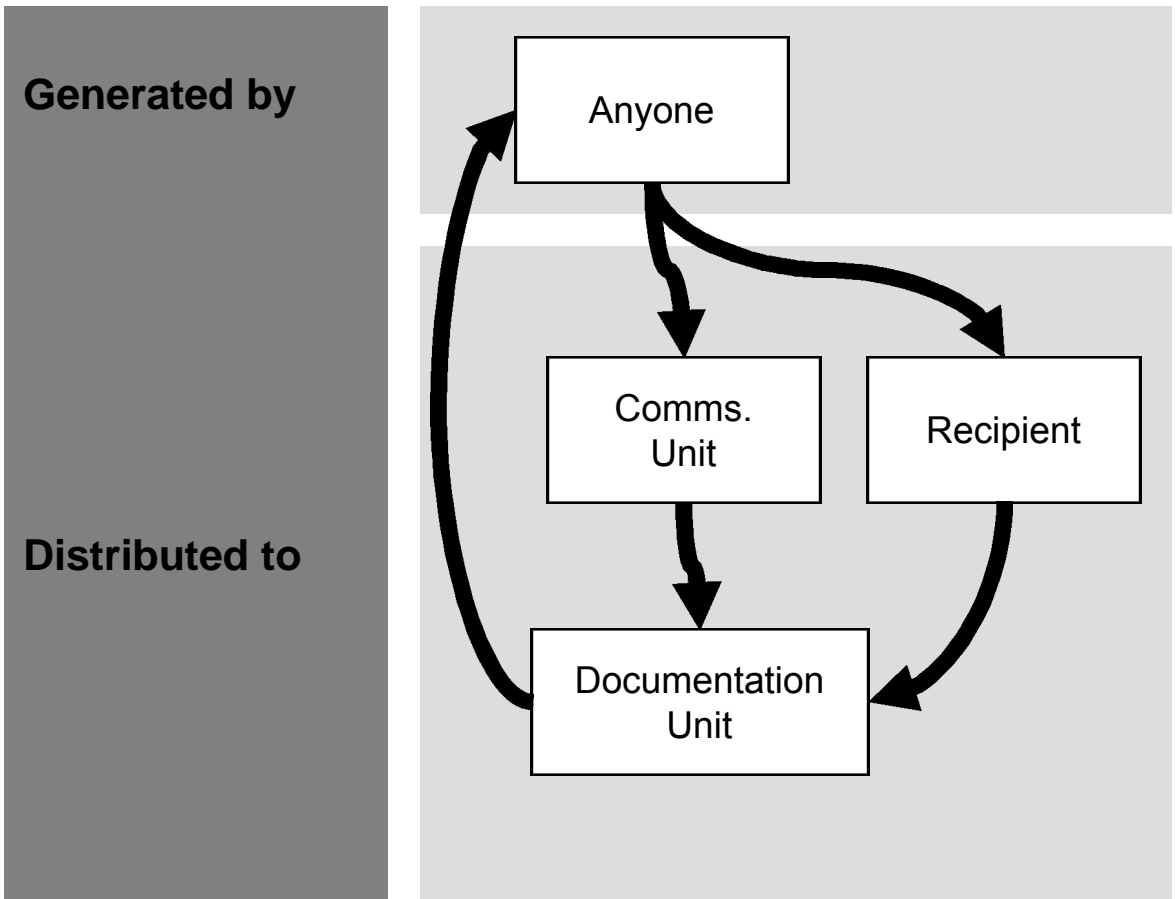 Generated by
Anyone
Comms.
Unit
Recipient
Distributed to
Documentation
Unit